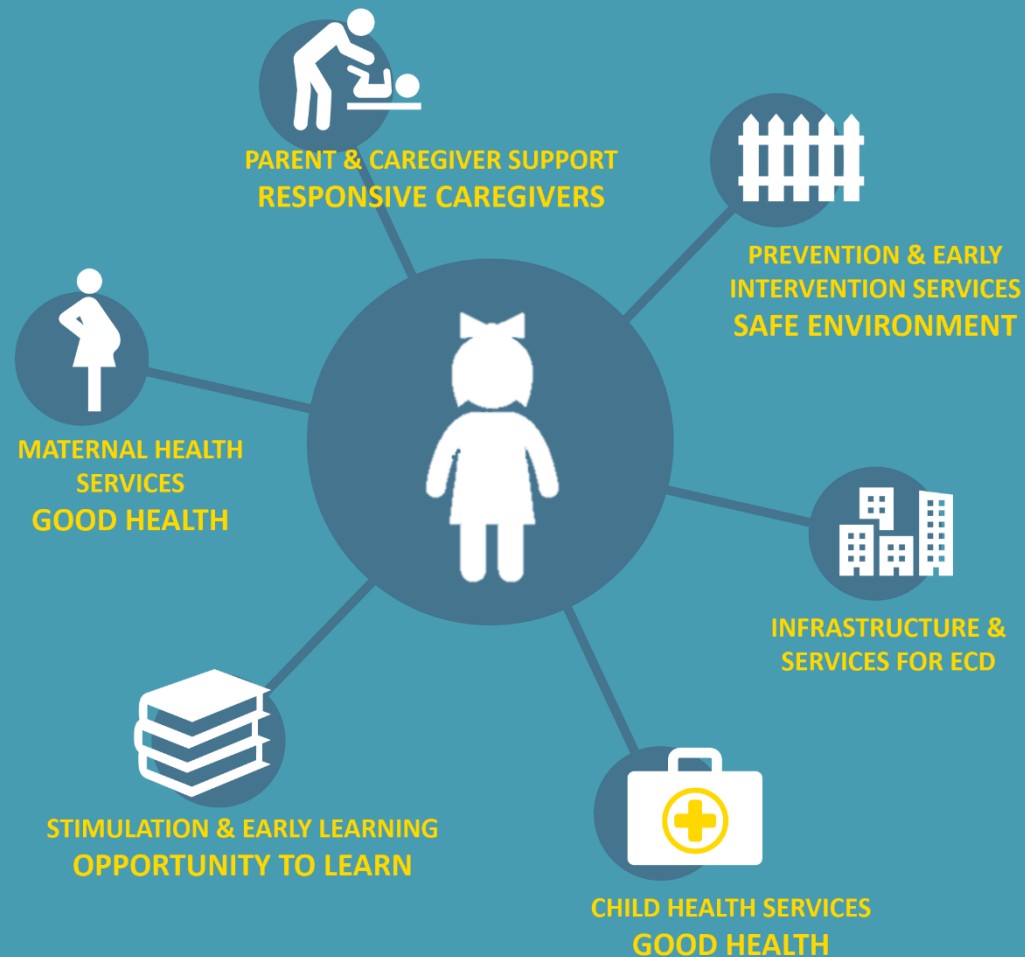 PARENT & CAREGIVER SUPPORT
RESPONSIVE CAREGIVERS
PREVENTION & EARLY
INTERVENTION SERVICES
SAFE ENVIRONMENT
MATERNAL HEALTH
SERVICES
GOOD HEALTH
INFRASTRUCTURE &
SERVICES FOR ECD
STIMULATION & EARLY LEARNING
OPPORTUNITY TO LEARN
CHILD HEALTH SERVICES
GOOD HEALTH